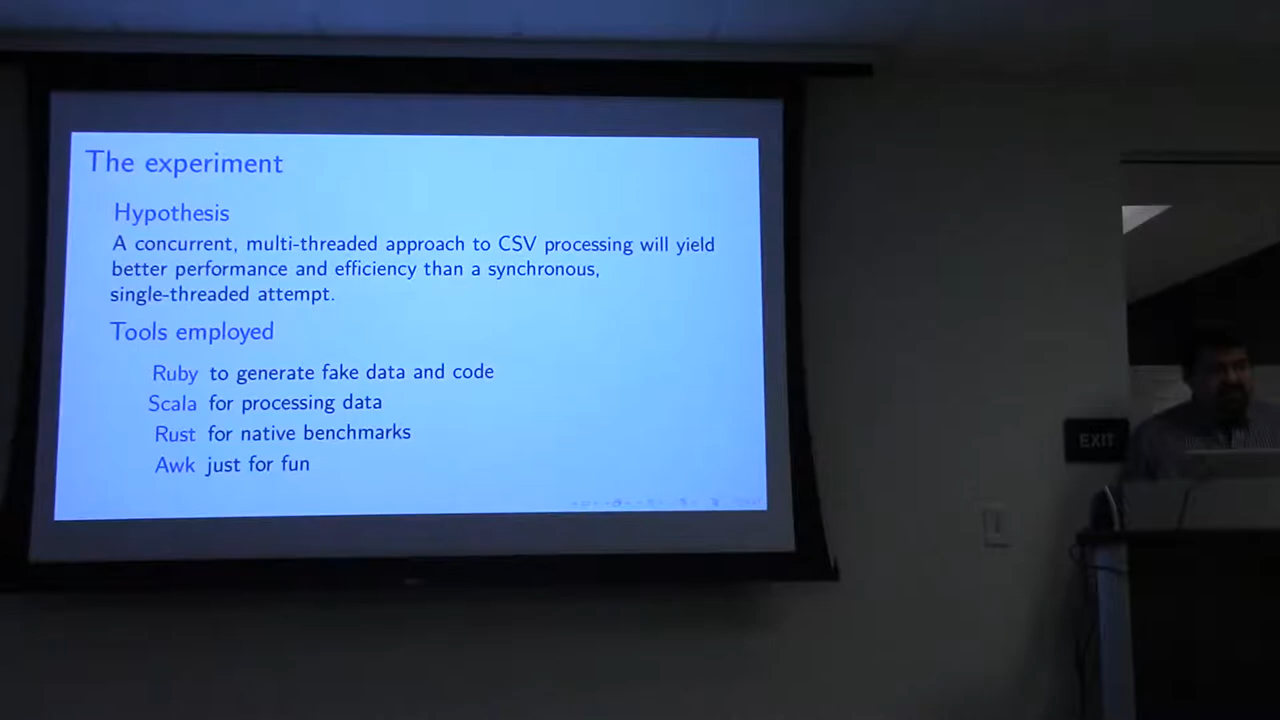 The experiment
Hypothesis
A concurrent, multi-threaded approach to CSV processing will yield
better performance and efficiency than a synchronous,
single-threaded attempt.
Tools employed
Ruby to generate fake data and code
Scala for processing data
Rust for native benchmarks
Awk just for fun
EXIT